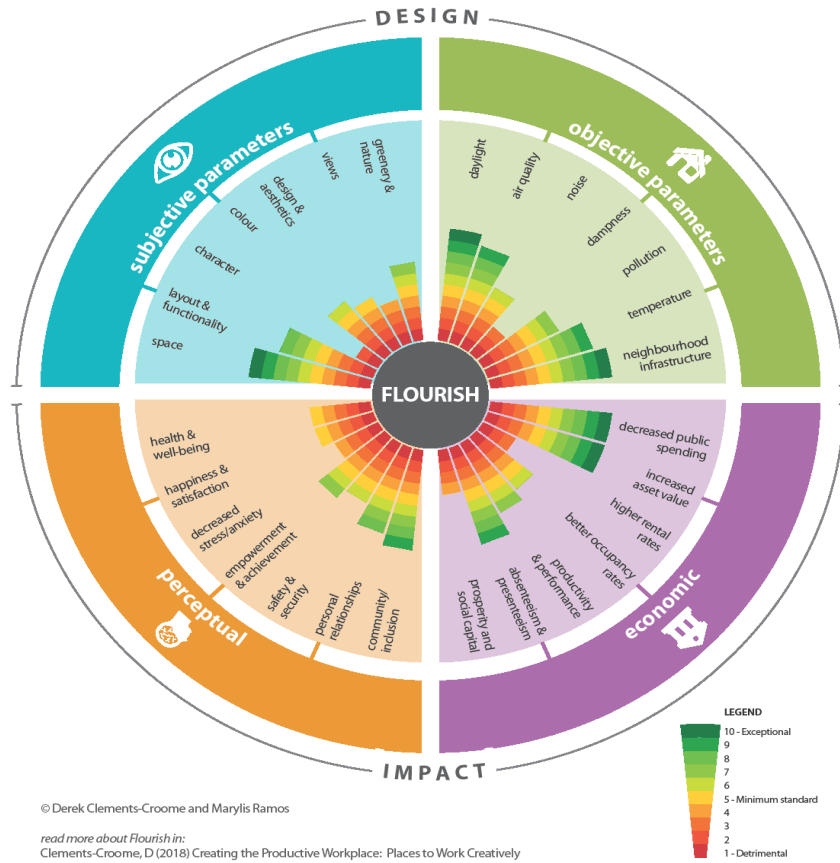 DESIGN
subjective parameters
objective parameters
greenery &
nature
views
design &
aesthetics
colour
character
layout &
functionality
space
daylight
air quality
noise
dampness
pollution
temperature
neighbourhood
infrastructure
FLOURISH
health &
well-being
happiness &
satisfaction
decreased
stress/anxiety
empowerment
& achievement
safety &
security
personal
relationships
community/
inclusion
decreased public
spending
increased
asset value
higher rental
rates
better occupancy
rates
productivity
& performance
absenteeism &
presenteeism
prosperity and
social capital
perceptual
economic
IMPACT
LEGEND
10 - Exceptional
9
8
7
6
5 - Minimum standard
4
3
2
1 - Detrimental
© Derek Clements-Croome and Marylis Ramos
read more about Flourish in:
Clements-Croome, D (2018) Creating the Productive Workplace: Places to Work Creatively